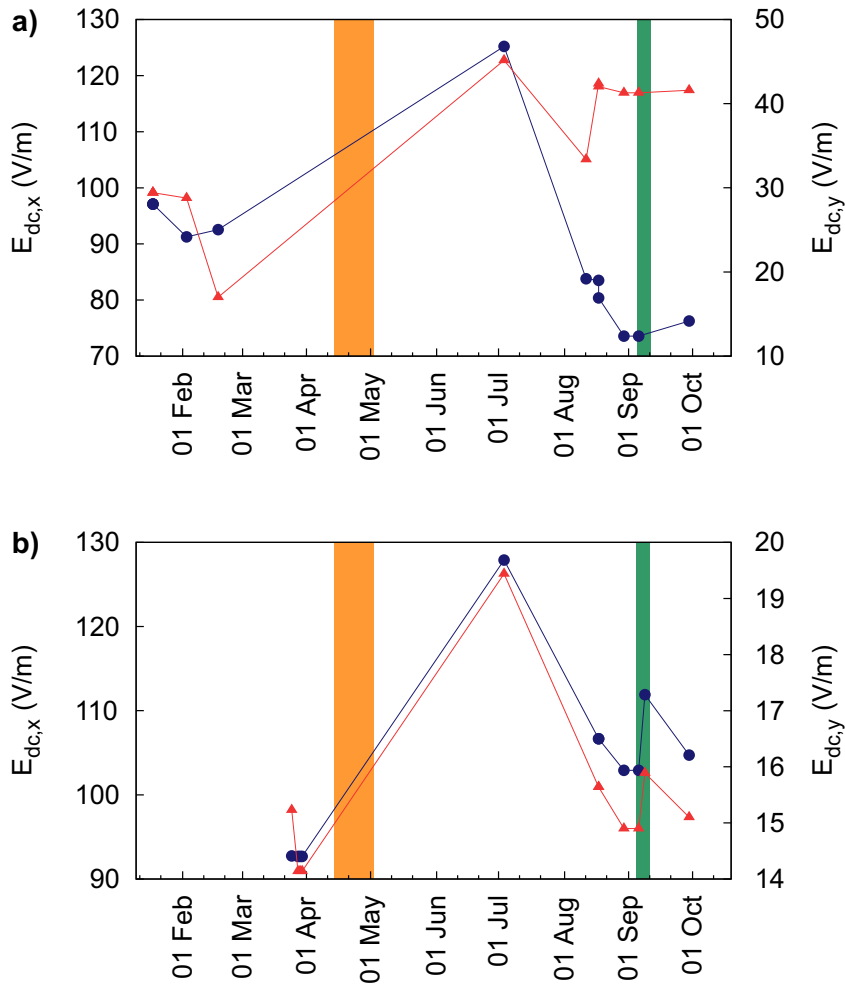 a)
130
120
110
100
90
80
70
E_dc,x (V/m)
50
40
30
20
10
E_dc,y (V/m)
01 Feb
01 Mar
01 Apr
01 May
01 Jun
01 Jul
01 Aug
01 Sep
01 Oct
b)
130
120
110
100
90
E_dc,x (V/m)
20
19
18
17
16
15
14
E_dc,y (V/m)
01 Feb
01 Mar
01 Apr
01 May
01 Jun
01 Jul
01 Aug
01 Sep
01 Oct